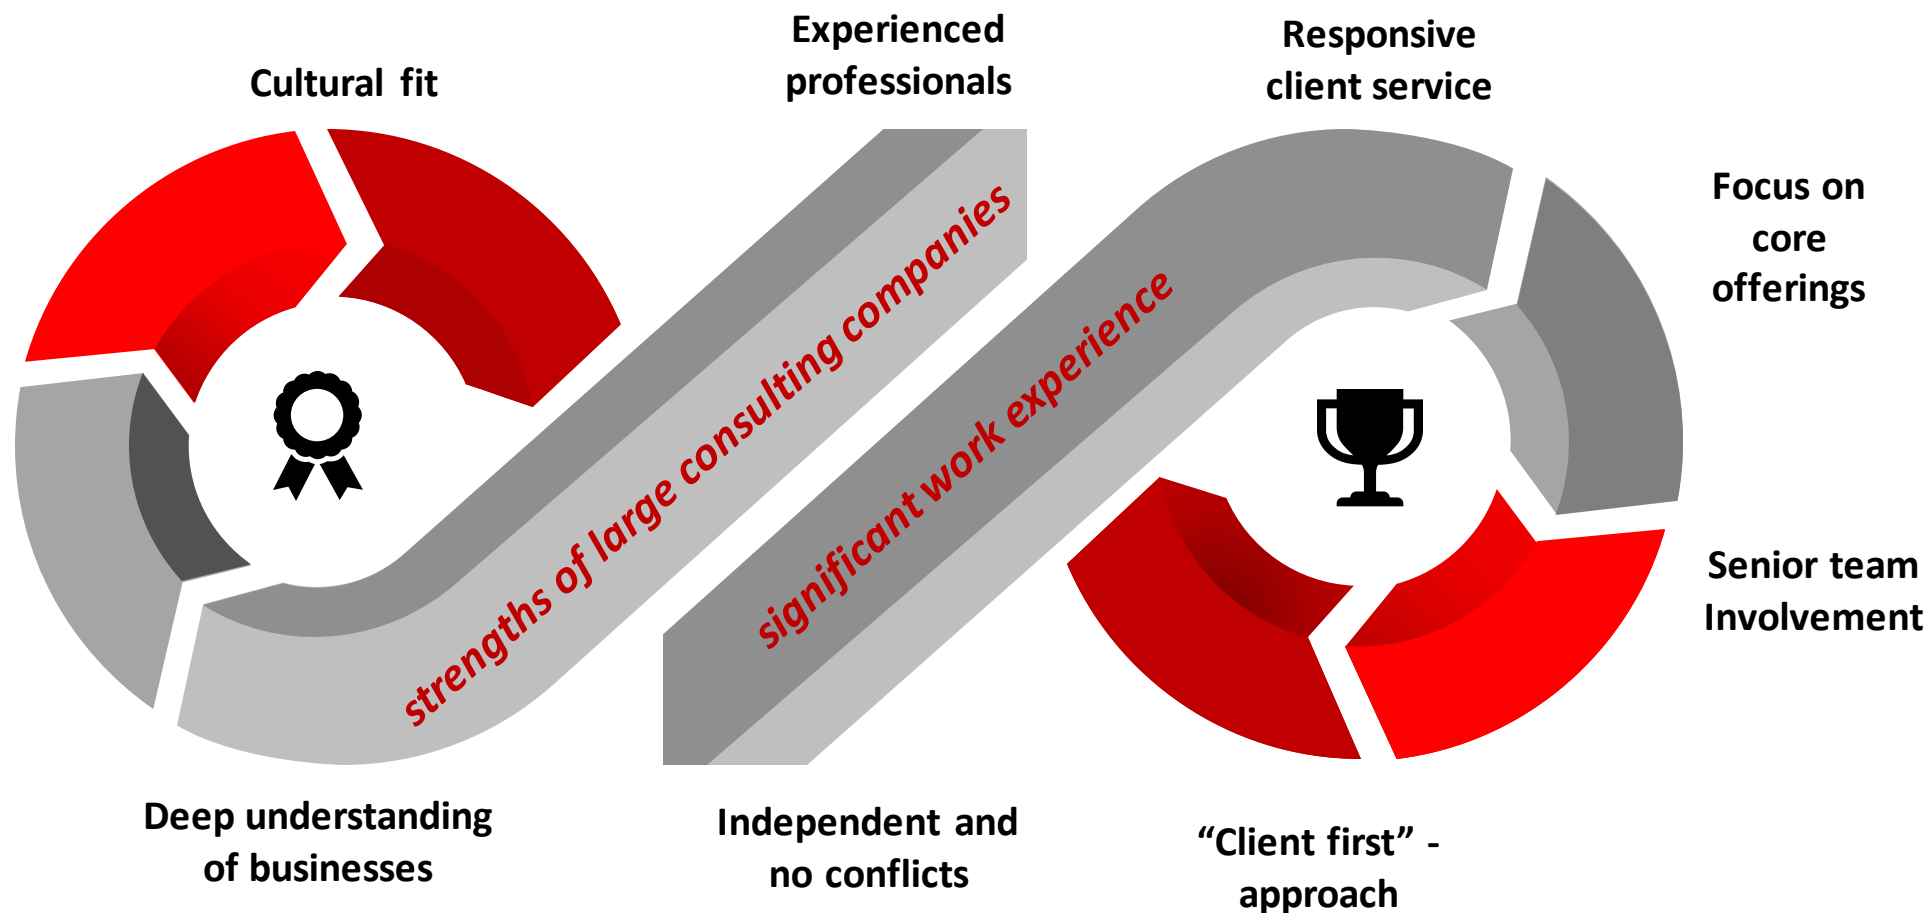 Experienced
professionals
Responsive
client service
Cultural fit
Focus on
core
offerings
strengths of large consulting companies
significant work experience
Senior team
Involvement
Deep understanding
of businesses
Independent and
no conflicts
“Client first” -
approach